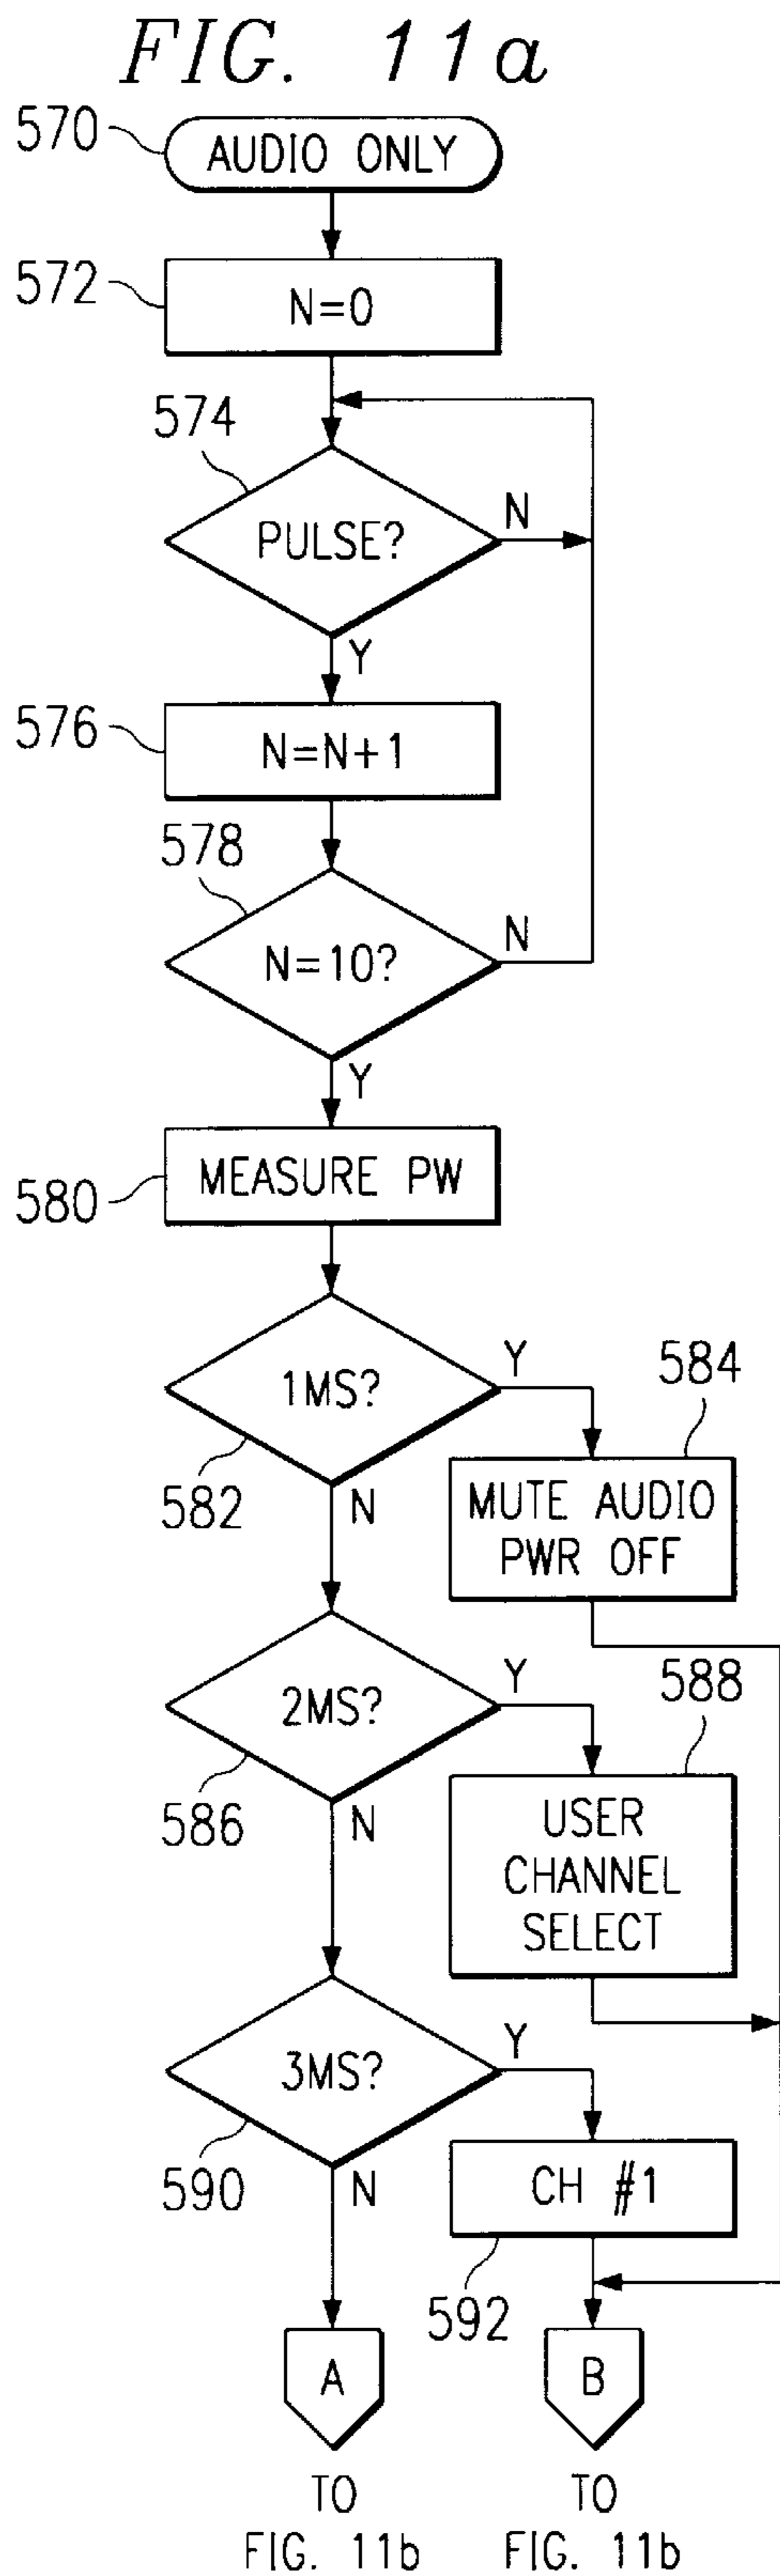 FIG. 11a
570
AUDIO ONLY
572
N=0
574
PULSE?
N
Y
576
N=N+1
578
N=10?
N
Y
580
MEASURE PW
1MS?
Y
582
N
584
MUTE AUDIO
PWR OFF
2MS?
Y
586
N
588
USER
CHANNEL
SELECT
3MS?
Y
590
N
CH #1
592
A
B
TO
FIG. 11b
TO
FIG. 11b